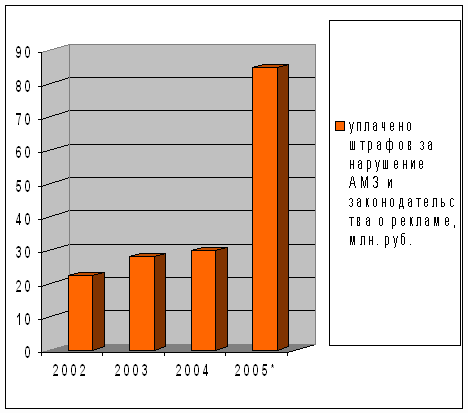 90
80
70
60
50
40
30
20
10
0
2002 2003 2004 2005*
уплачено
штрафов за
нарушение
АМЗ и
законодательс
тва о рекламе,
млн. руб.